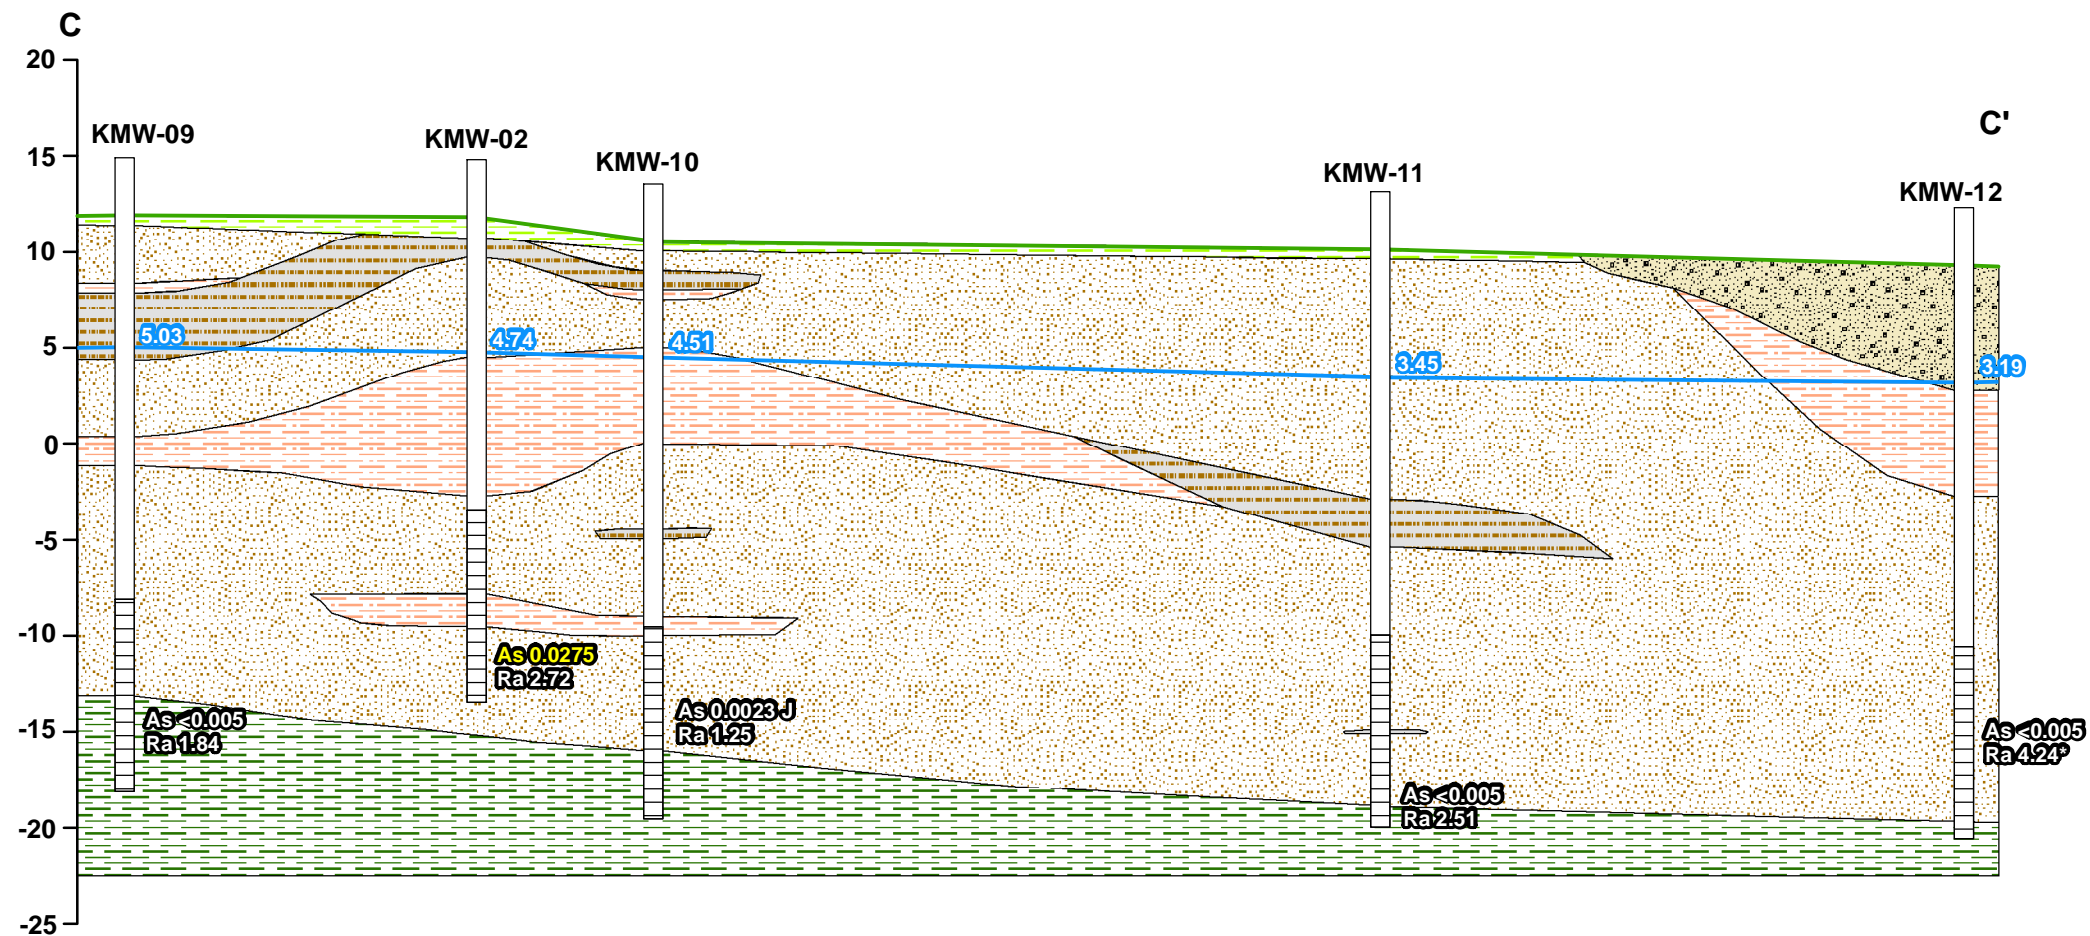 C
20
C'
KMW-09
KMW-02
KMW-10
KMW-11
KMW-12
15
10
5
5.03
4.74
4.51
3.45
3.19
0
-5
-10
As 0.0275
Ra 2.72
As 0.0023 J
Ra 1.25
As <0.005
Ra 1.84
-15
As <0.005
Ra 4.24*
As <0.005
Ra 2.51
-20
-25